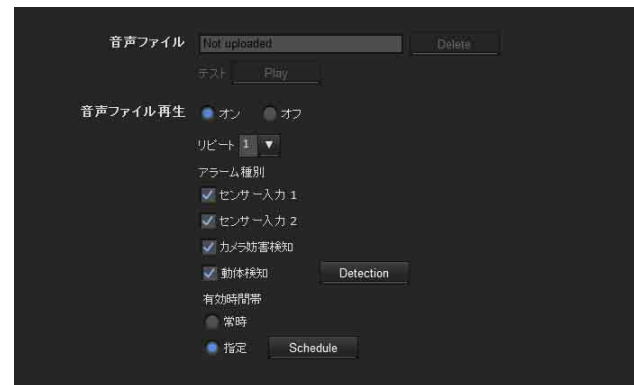 音声ファイル Not uploaded Delete
テスト Play
音声ファイル再生 オン オフ
リピート 1 ▼
アラーム種別
センサー入力 1
センサー入力 2
カメラ妨害検知
動体検知 Detection
有効時間帯
常時
指定 Schedule